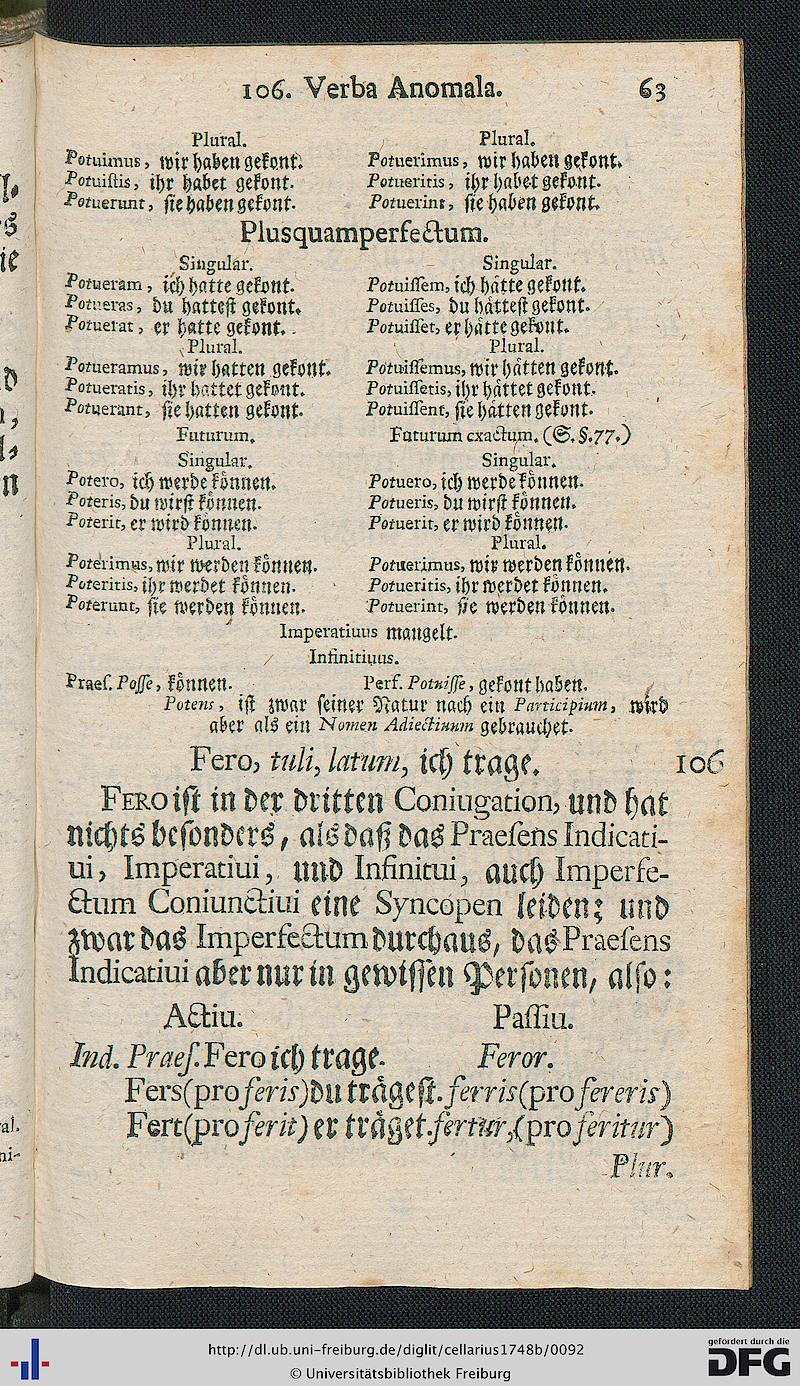 106. Verba Anomala. 63
Plural. Plural.
Potuimus, wir haben gekont. Potuerimus, wir haben gekont.
Potuistis, ihr habet gekont. Potueritis, ihr habet gekont.
Potuerunt, sie haben gekont. Potuerint, sie haben gekont.
Plusquamperfectum.
Singular. Singular.
Potueram, ich hatte gekont. Potuissem, ich hätte gekont.
Potueras, du hattest gekont. Potuisses, du hättest gekont.
Potuerat, er hatte gekont. Potuisset, er hätte gekont.
Plural. Plural.
Potueramus, wir hatten gekont. Potuissemus, wir hätten gekont.
Potueratis, ihr hattet gekont. Potuissetis, ihr hättet gekont.
Potuerant, sie hatten gekont. Potuissent, sie hätten gekont.
Futurum. Futurum exactum. (S. §. 77.)
Singular. Singular.
Potero, ich werde können. Potuero, ich werde können.
Poteris, du wirst können. Potueris, du wirst können.
Poterit, er wird können. Potuerit, er wird können.
Plural. Plural.
Poterimus, wir werden können. Potuerimus, wir werden können.
Poteritis, ihr werdet können. Potueritis, ihr werdet können.
Poterunt, sie werden können. Potuerint, sie werden können.
Imperatiuus mangelt.
Infinitiuus.
Praes. Posse, können. Perf. Potuisse, gekont haben.
Potens, ist zwar seiner Natur nach ein Participium, wird
aber als ein Nomen Adiectiuum gebrauchet.
Fero, tuli, latum, ich trage. 106
FERO ist in der dritten Coniugation, und hat
nichts besonders, als daß das Praesens Indicati-
ui, Imperatiui, und Infinitui, auch Imperfe-
ctum Coniunctiui eine Syncopen leiden; und
zwar das Imperfectum durchaus, das Praesens
Indicatiui aber nur in gewissen Personen, also:
Actiu. Passiu.
Ind. Praes. Fero ich trage. Feror.
Fers (pro feris) du trägest. ferris (pro fereris)
Fert (pro ferit) er träget. fertur, (pro feritur)
Plur.
http://dl.ub.uni-freiburg.de/diglit/cellarius1748b/0092
© Universitätsbibliothek Freiburg
gefördert durch die
DFG